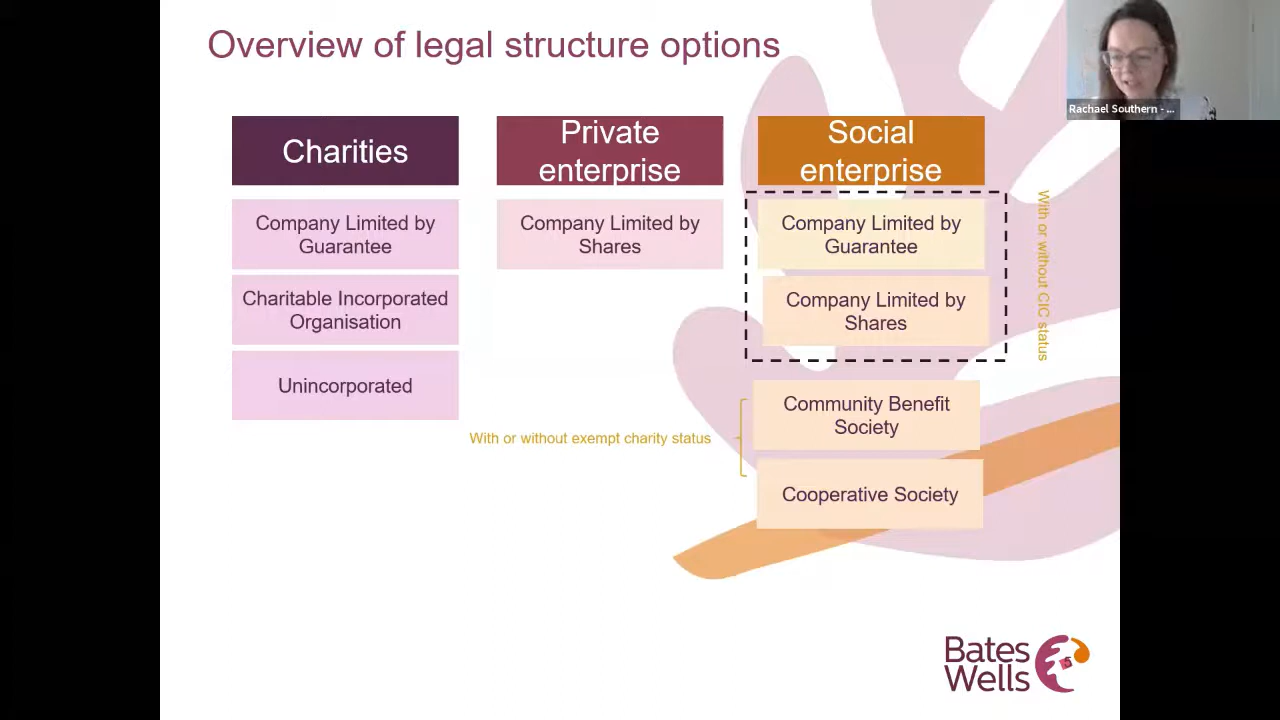 Overview of legal structure options
Rachael Southern - ...
Charities
Company Limited by
Guarantee
Charitable Incorporated
Organisation
Unincorporated
Private
enterprise
Company Limited by
Shares
Social
enterprise
Company Limited by
Guarantee
Company Limited by
Shares
With or without CIC status
Community Benefit
Society
With or without exempt charity status
Cooperative Society
Bates
Wells